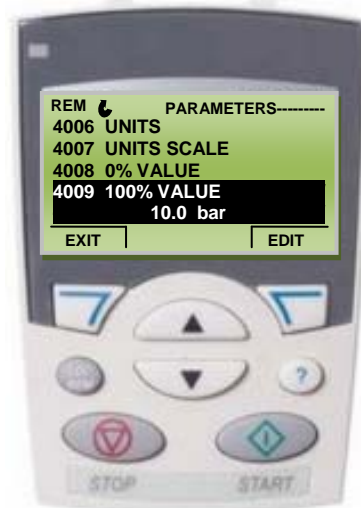 REM PARAMETERS---------
4006 UNITS
4007 UNITS SCALE
4008 0% VALUE
4009 100% VALUE
10.0 bar
EXIT EDIT
?
STOP START